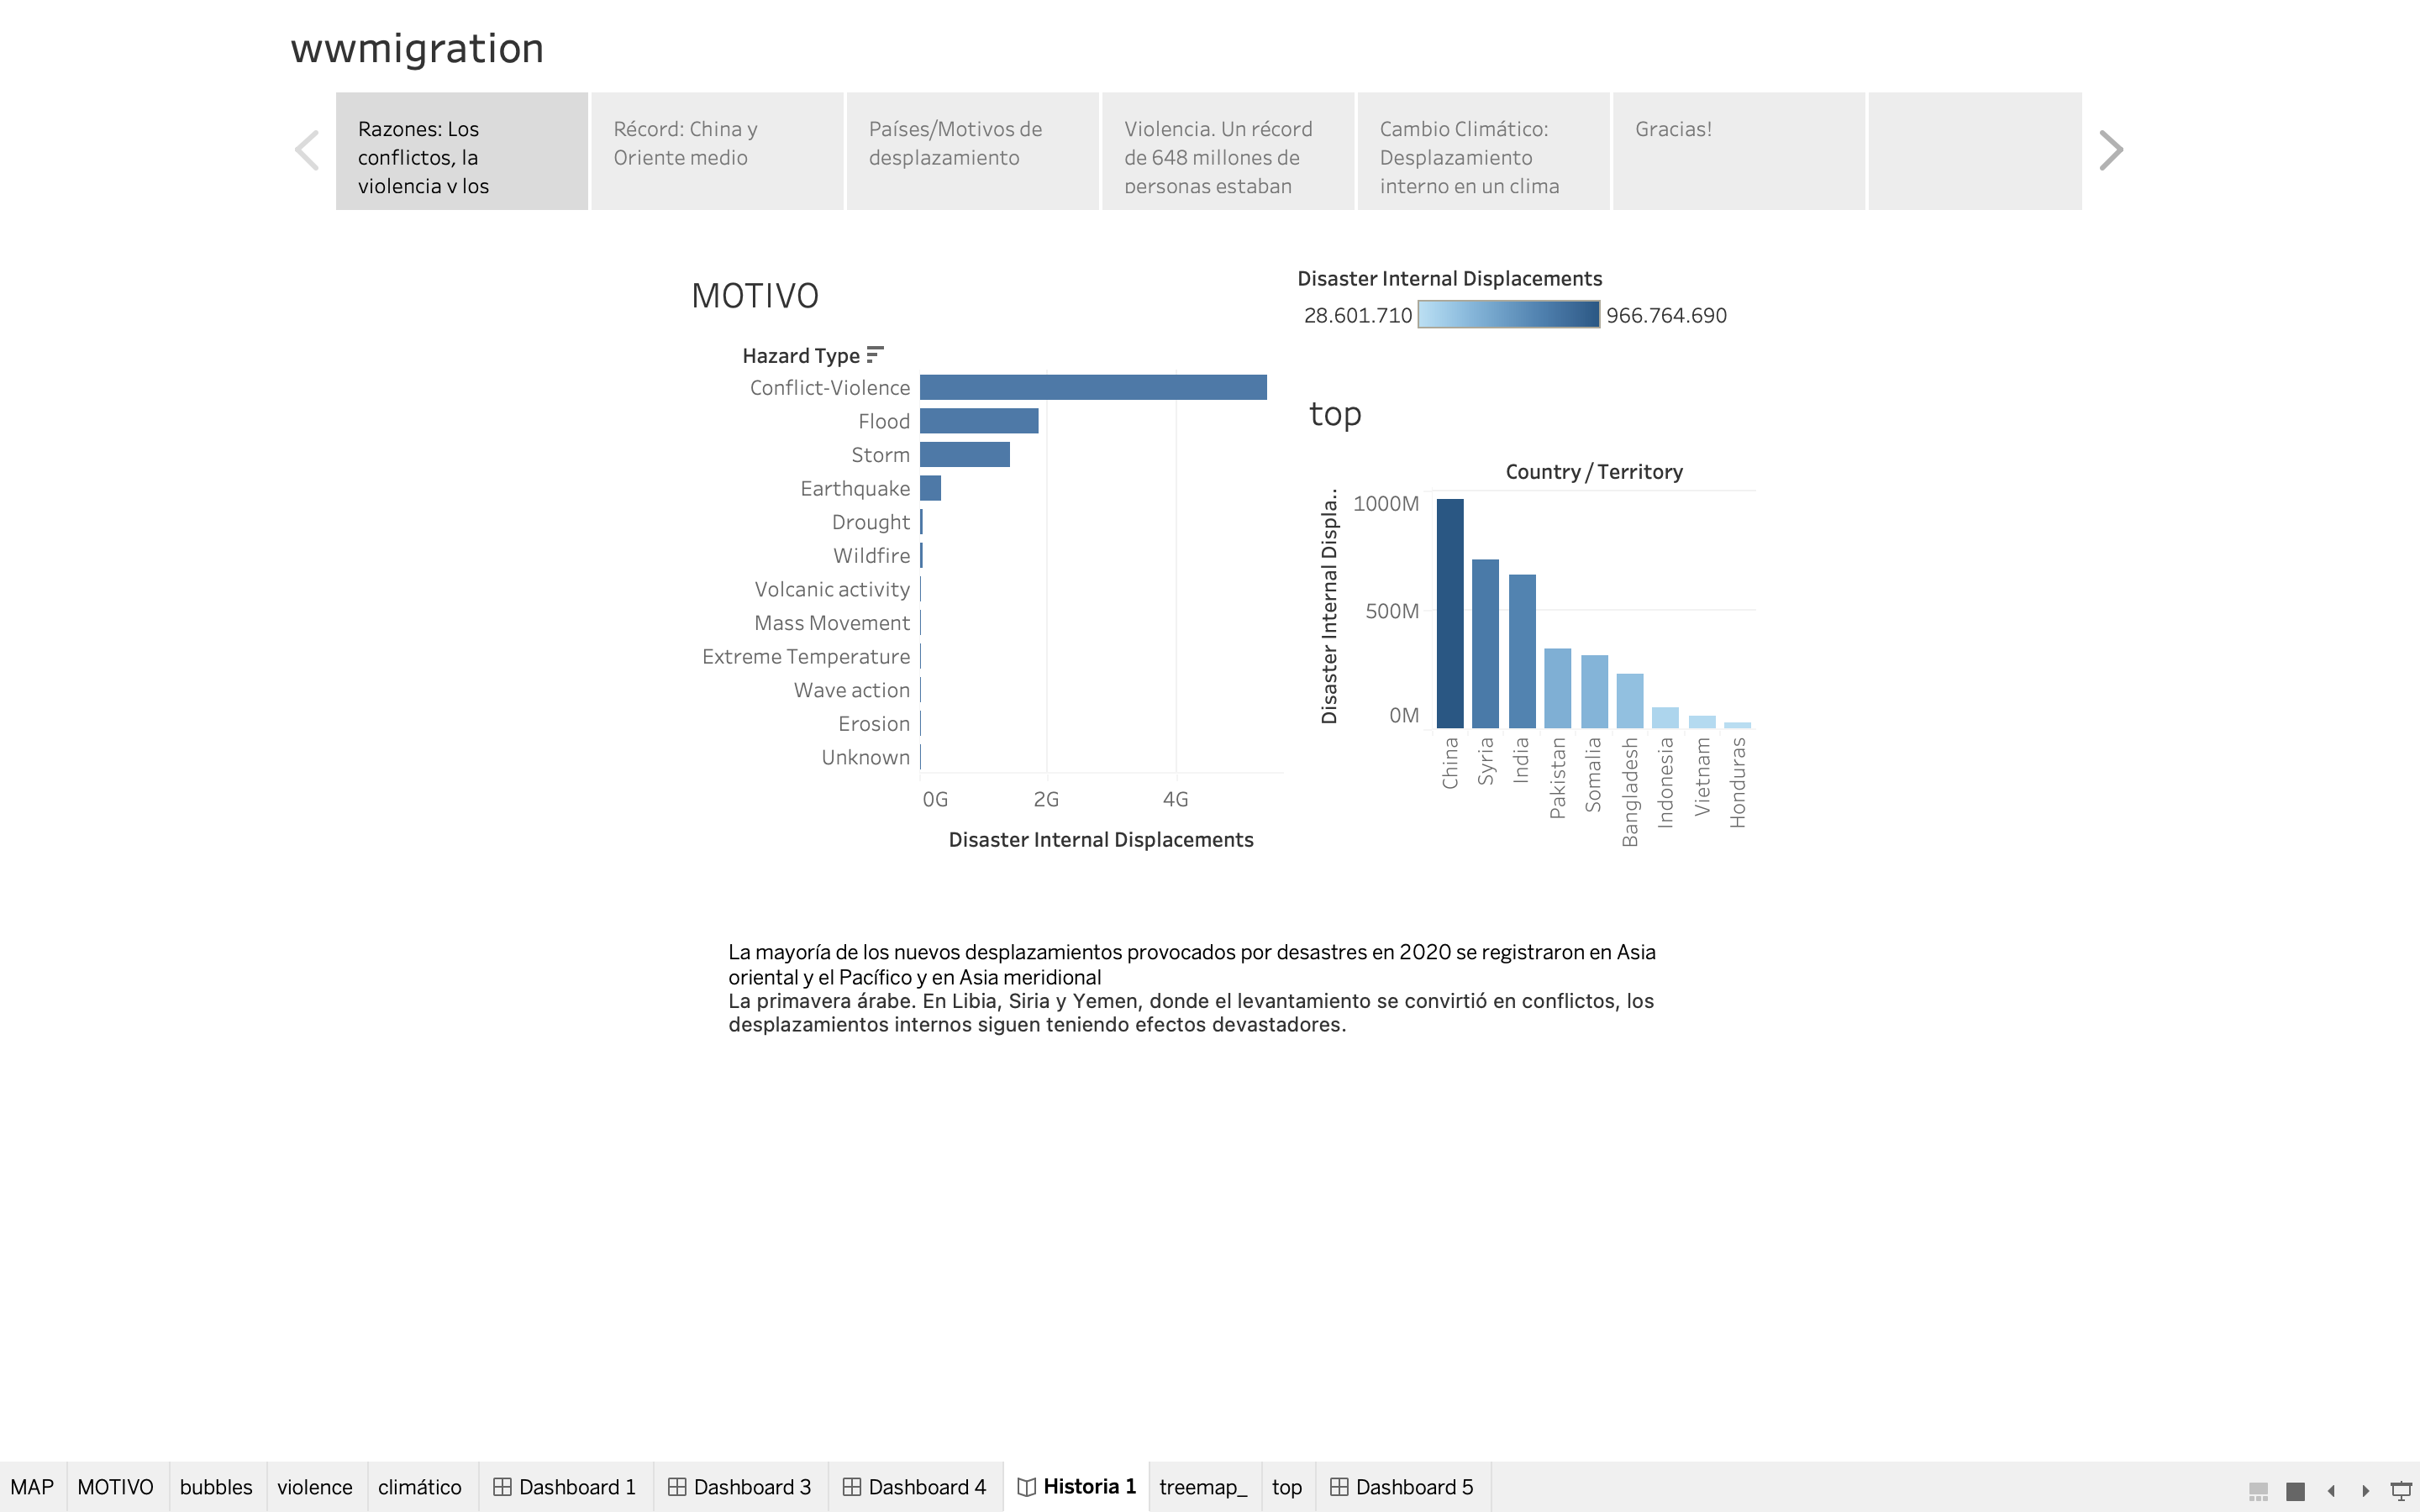 wwmigration
Razones: Los
conflictos, la
violencia y los
Récord: China y
Oriente medio
Países/Motivos de
desplazamiento
Violencia. Un récord
de 648 millones de
personas estaban
Cambio Climático:
Desplazamiento
interno en un clima
Gracias!
MOTIVO
Hazard Type
Conflict-Violence
Flood
Storm
Earthquake
Drought
Wildfire
Volcanic activity
Mass Movement
Extreme Temperature
Wave action
Erosion
Unknown
0G 2G 4G
Disaster Internal Displacements
Disaster Internal Displacements
28.601.710 966.764.690
top
Country / Territory
Disaster Internal Displa..
1000M
500M
0M
China
Syria
India
Pakistan
Somalia
Bangladesh
Indonesia
Vietnam
Honduras
La mayoría de los nuevos desplazamientos provocados por desastres en 2020 se registraron en Asia
oriental y el Pacífico y en Asia meridional
La primavera árabe. En Libia, Siria y Yemen, donde el levantamiento se convirtió en conflictos, los
desplazamientos internos siguen teniendo efectos devastadores.
MAP MOTIVO bubbles violence climático Dashboard 1 Dashboard 3 Dashboard 4 Historia 1 treemap_ top Dashboard 5